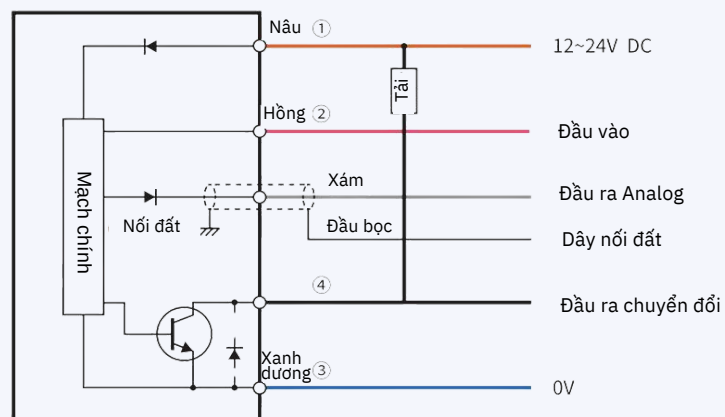 Nâu ①
12~24V DC
Tải
Hồng ②
Đầu vào
Mạch chính
Xám
Đầu ra Analog
Nối đất
Đầu bọc
Dây nối đất
④
Đầu ra chuyển đổi
Xanh
dương ③
0V